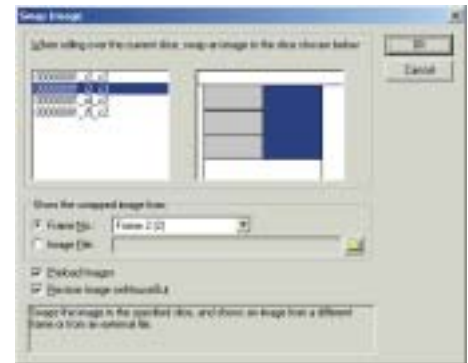 Swap Image
When rolling over the current slice, swap an image in the slice chosen below
OK
Cancel
Show the swapped image from:
Frame No.: Frame 2 (2)
Image File:
Preload Images
Restore Image onMouseOut
Swaps the image in the specified slice, and shows an image from a different
frame or from an external file.